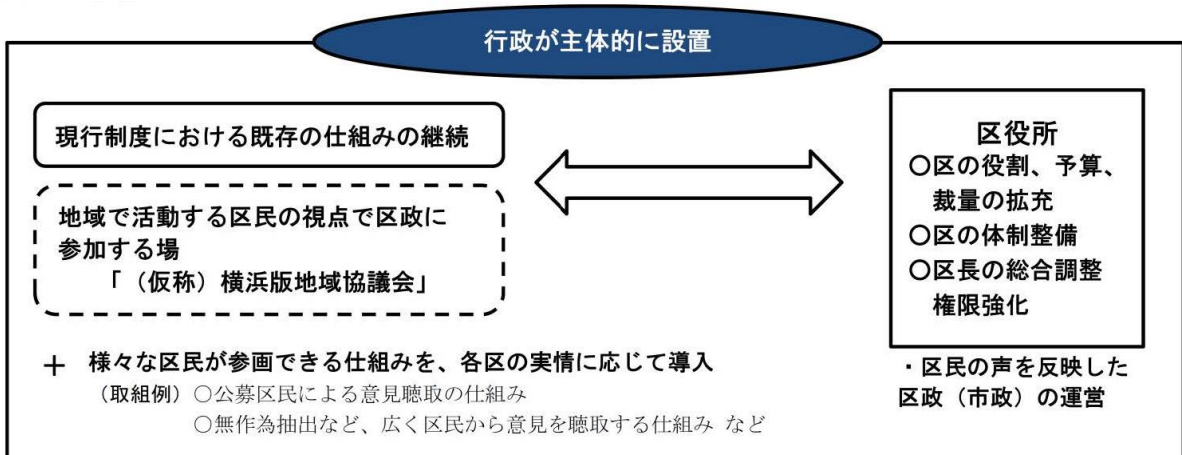 行政が主体的に設置
現行制度における既存の仕組みの継続
地域で活動する区民の視点で区政に
参加する場
「（仮称）横浜版地域協議会」
＋ 様々な区民が参画できる仕組みを、各区の実情に応じて導入
（取組例）○公募区民による意見聴取の仕組み
○無作為抽出など、広く区民から意見を聴取する仕組み など
区役所
○区の役割、予算、
裁量の拡充
○区の体制整備
○区長の総合調整
権限強化
・区民の声を反映した
区政（市政）の運営